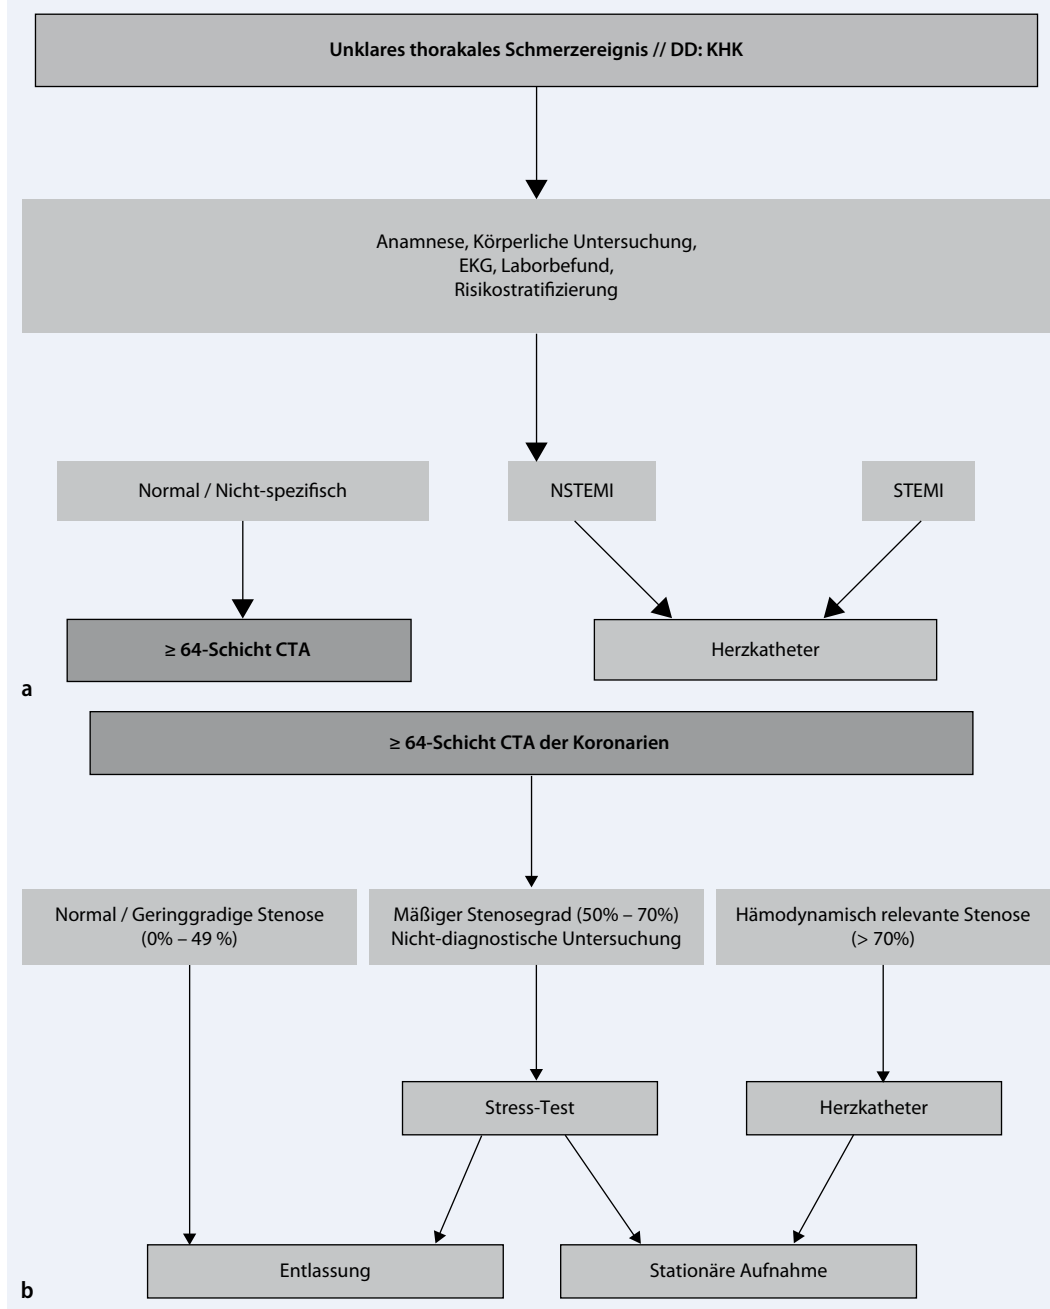 Unklares thorakales Schmerzereignis // DD: KHK
Anamnese, Körperliche Untersuchung,
EKG, Laborbefund,
Risikostratifizierung
Normal / Nicht-spezifisch
NSTEMI
STEMI
≥ 64-Schicht CTA
Herzkatheter
a
≥ 64-Schicht CTA der Koronarien
Normal / Geringgradige Stenose
(0% – 49 %)
Mäßiger Stenosegrad (50% – 70%)
Nicht-diagnostische Untersuchung
Hämodynamisch relevante Stenose
(> 70%)
Stress-Test
Herzkatheter
Entlassung
Stationäre Aufnahme
b